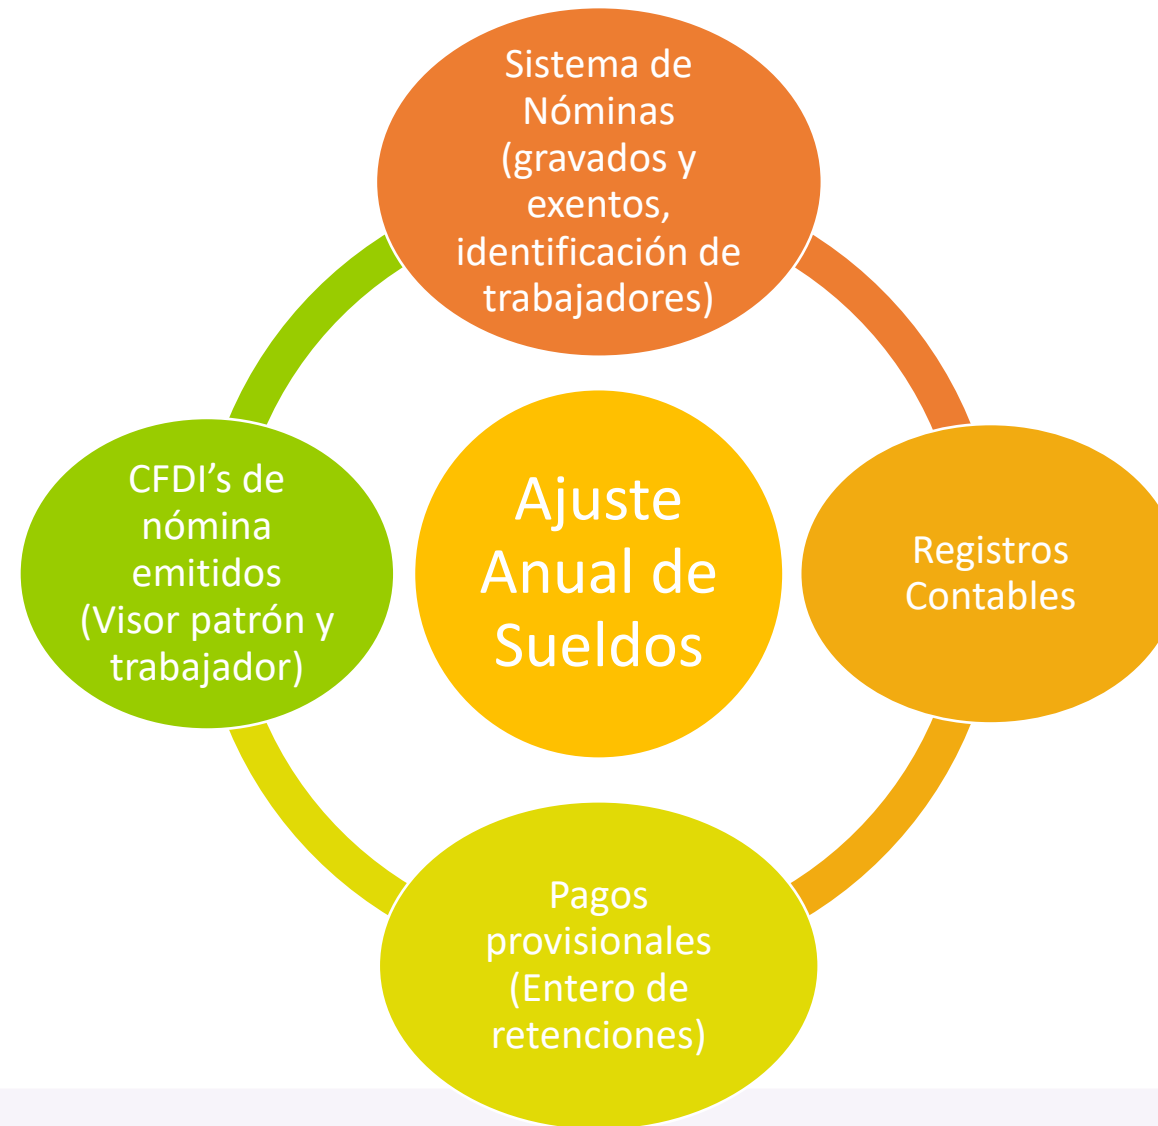 Sistema de
Nóminas
(gravados y
exentos,
identificación de
trabajadores)
CFDI’s de
nómina
emitidos
(Visor patrón y
trabajador)
Ajuste
Anual de
Sueldos
Registros
Contables
Pagos
provisionales
(Entero de
retenciones)